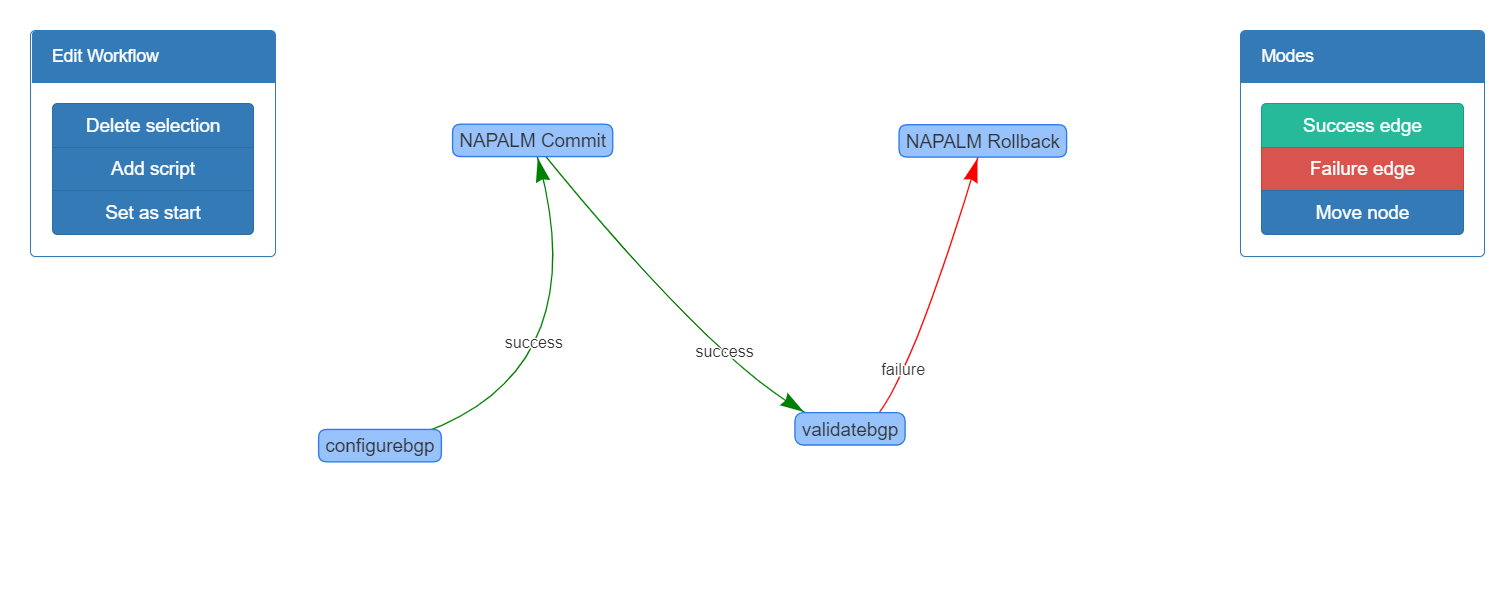 Edit Workflow
Delete selection
Add script
Set as start
Modes
Success edge
Failure edge
Move node
NAPALM Commit
NAPALM Rollback
success
success
failure
configurebgp
validatebgp